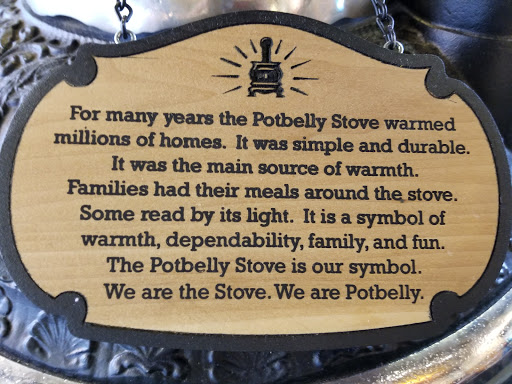 For many years the Potbelly Stove warmed
millions of homes. It was simple and durable.
It was the main source of warmth.
Families had their meals around the stove.
Some read by its light. It is a symbol of
warmth, dependability, family, and fun.
The Potbelly Stove is our symbol.
We are the Stove. We are Potbelly.